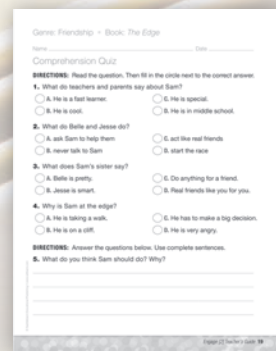 Genre: Friendship • Book: The Edge
Name Date
Comprehension Quiz
DIRECTIONS: Read the question. Then fill in the circle next to the correct answer.
1. What do teachers and parents say about Sam?
A. He is a fast learner. C. He is special.
B. He is cool. D. He is in middle school.
2. What do Belle and Jesse do?
A. ask Sam to help them C. act like real friends
B. never talk to Sam D. start the race
3. What does Sam's sister say?
A. Belle is pretty. C. Do anything for a friend.
B. Jesse is smart. D. Real friends like you for you.
4. Why is Sam at the edge?
A. He is taking a walk. C. He has to make a big decision.
B. He is on a cliff. D. He is very angry.
DIRECTIONS: Answer the questions below. Use complete sentences.
5. What do you think Sam should do? Why?
Teacher's Guide 19